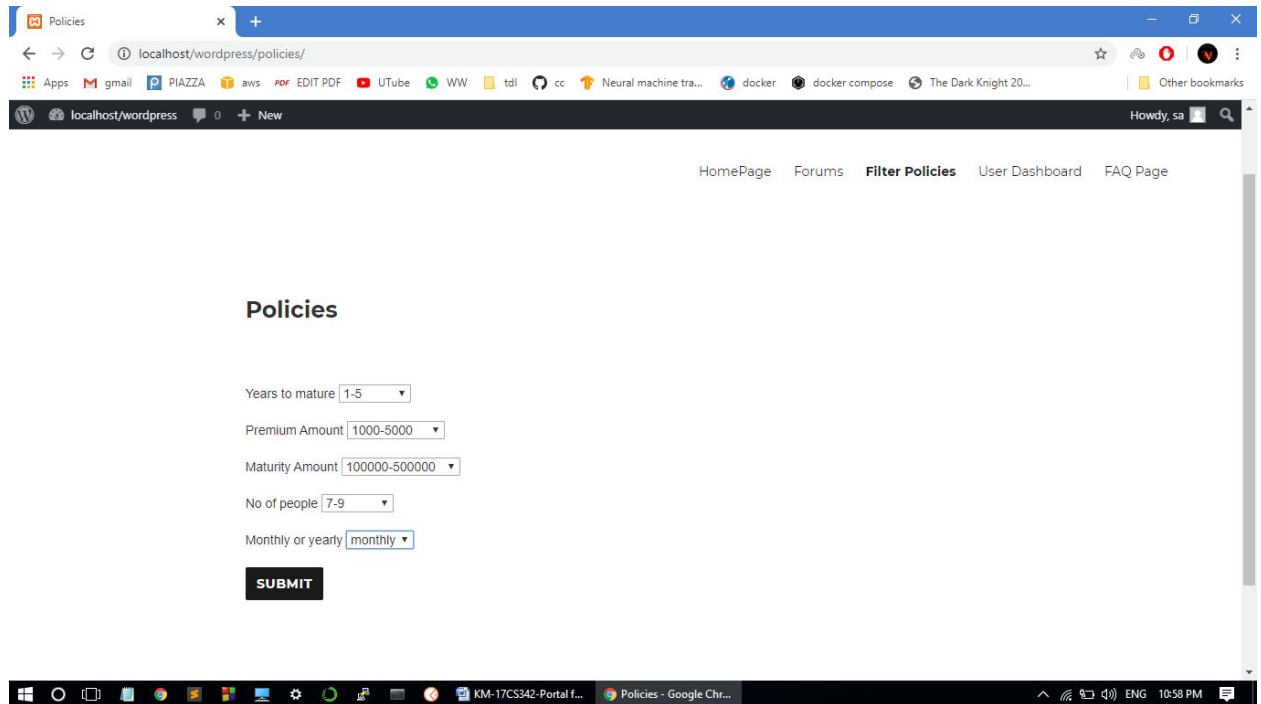 Policies
localhost/wordpress/policies/
Apps gmail PIAZZA aws PDF EDIT PDF UTube WW tdl cc Neural machine tra... docker docker compose The Dark Knight 20... Other bookmarks
localhost/wordpress 0 + New Howdy, sa
HomePage Forums Filter Policies User Dashboard FAQ Page
Policies
Years to mature 1-5
Premium Amount 1000-5000
Maturity Amount 100000-500000
No of people 7-9
Monthly or yearly monthly
SUBMIT
KM-17CS342-Portal f... Policies - Google Chr... ENG 10:58 PM